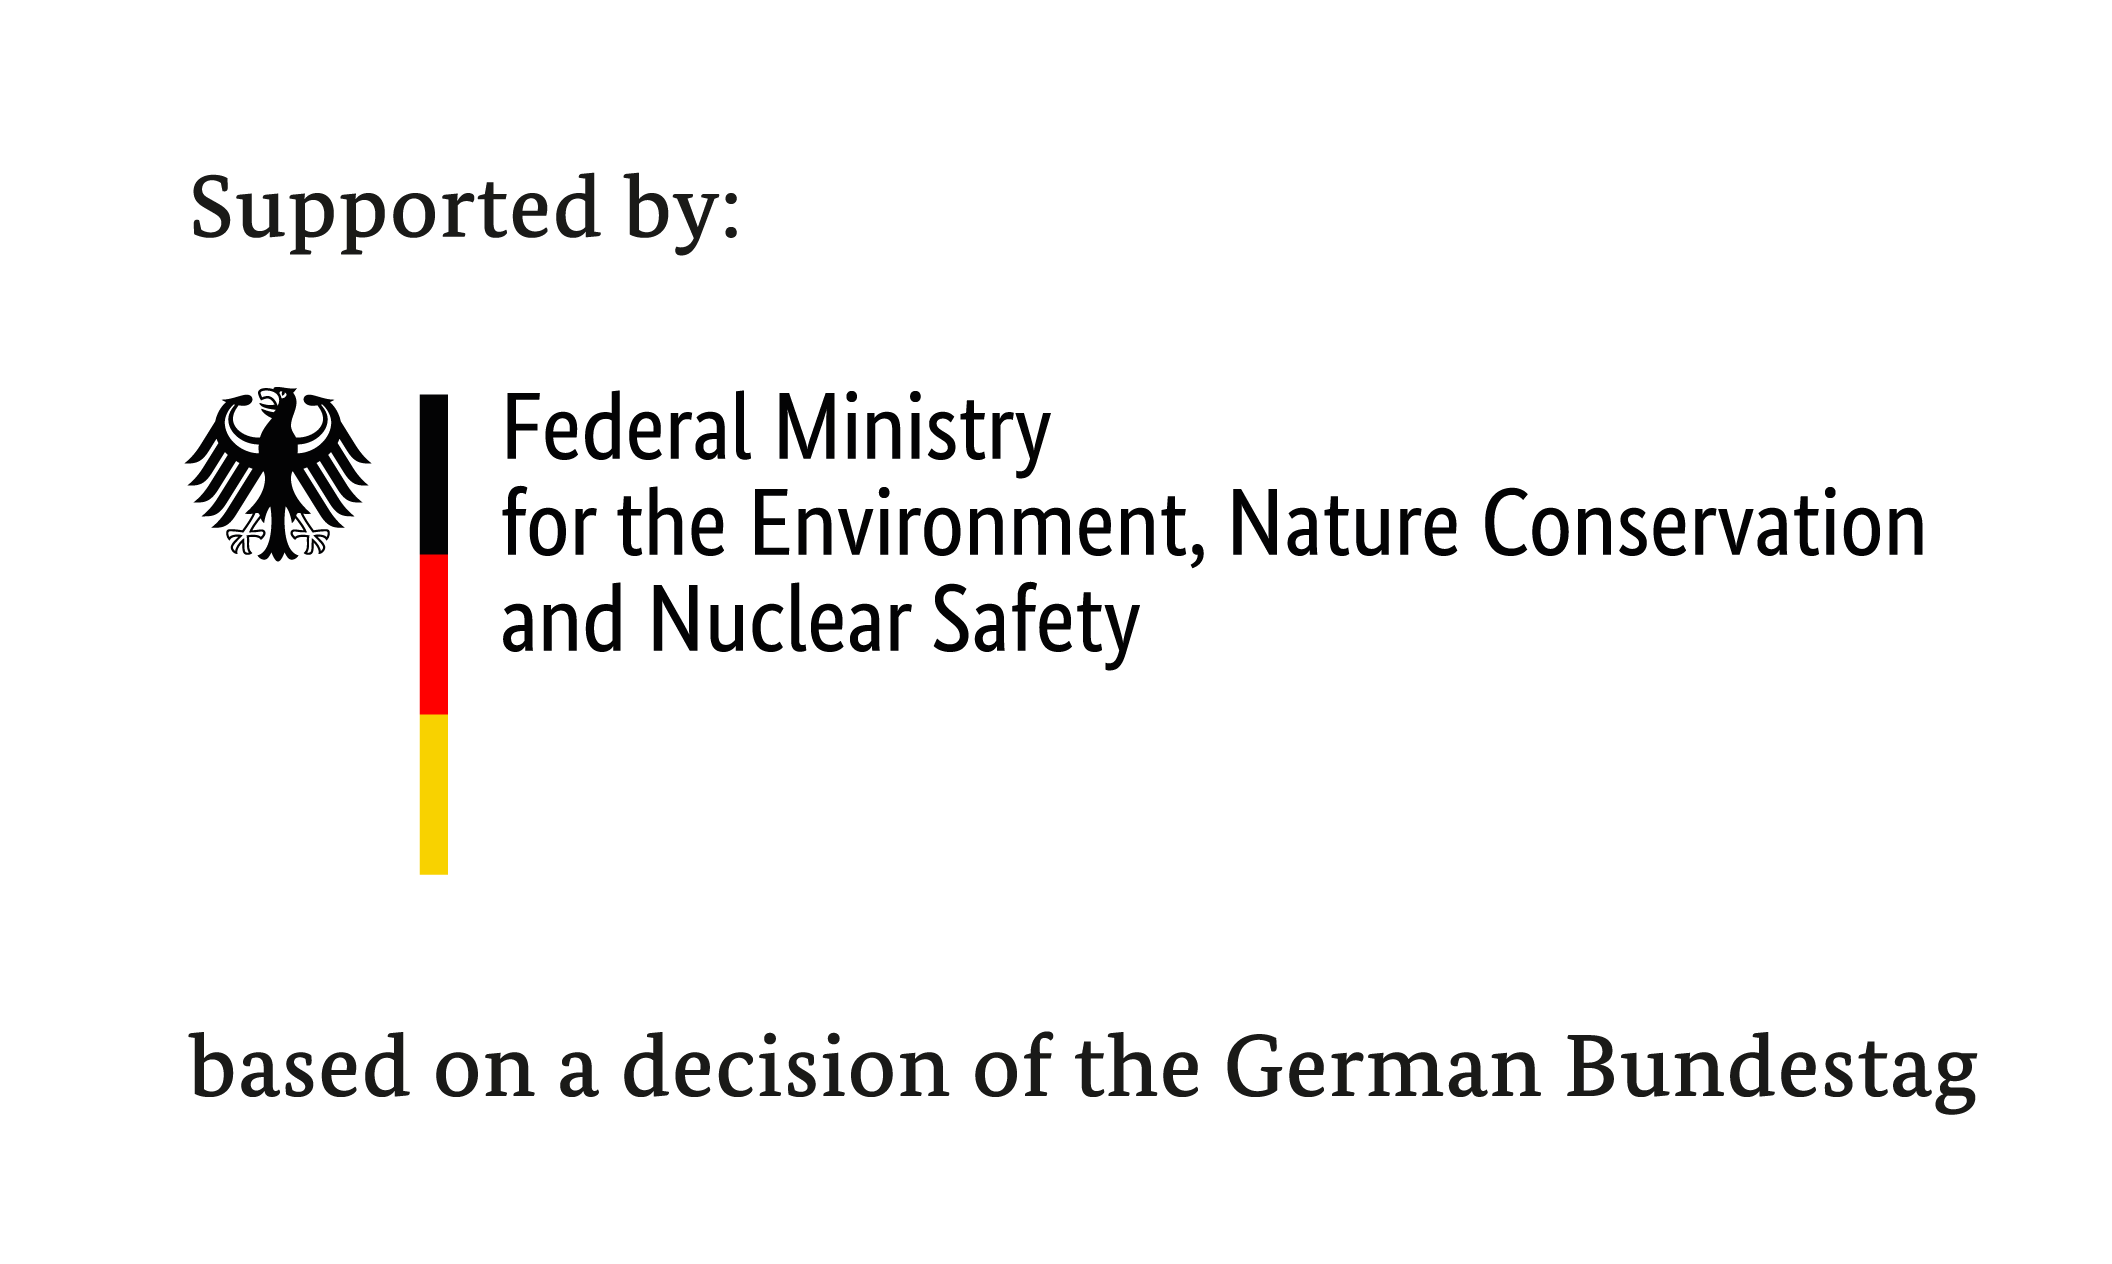 Supported by:
Federal Ministry
for the Environment, Nature Conservation
and Nuclear Safety
based on a decision of the German Bundestag